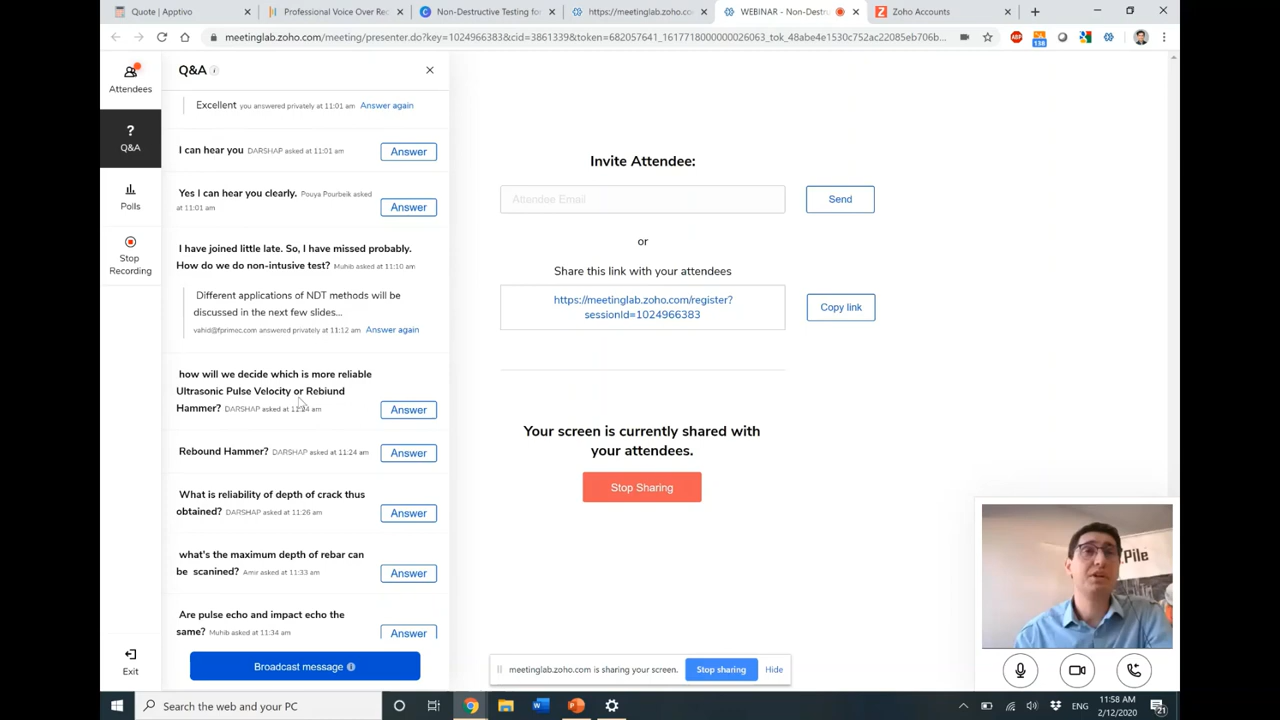 Quote | Apptivo
Professional Voice Over Rec
Non-Destructive Testing for
https://meetinglab.zoho.co
WEBINAR - Non-Destru
Zoho Accounts
meetinglab.zoho.com/meeting/presenter.do?key=1024966383&cid=3861339&token=682057641_1617718000000026063_tok_48abe4e1530c752ac22085eb706b...
138
Attendees
Q&A
Polls
Stop
Recording
Exit
Q&A
Excellent you answered privately at 11:01 am Answer again
I can hear you DARSHAP asked at 11:01 am Answer
Yes I can hear you clearly. Pouya Pourbeik asked
at 11:01 am Answer
I have joined little late. So, I have missed probably.
How do we do non-intusive test? Muhib asked at 11:10 am
Different applications of NDT methods will be
discussed in the next few slides...
vahid@fprimec.com answered privately at 11:12 am Answer again
how will we decide which is more reliable
Ultrasonic Pulse Velocity or Rebiund
Hammer? DARSHAP asked at 11:24 am Answer
Rebound Hammer? DARSHAP asked at 11:24 am Answer
What is reliability of depth of crack thus
obtained? DARSHAP asked at 11:26 am Answer
what's the maximum depth of rebar can
be scanined? Amir asked at 11:33 am Answer
Are pulse echo and impact echo the
same? Muhib asked at 11:34 am Answer
Broadcast message
Invite Attendee:
Attendee Email
Send
or
Share this link with your attendees
https://meetinglab.zoho.com/register?
sessionId=1024966383
Copy link
Your screen is currently shared with
your attendees.
Stop Sharing
Pile
meetinglab.zoho.com is sharing your screen. Stop sharing Hide
Search the web and your PC
ENG
11:58 AM
2/12/2020
21